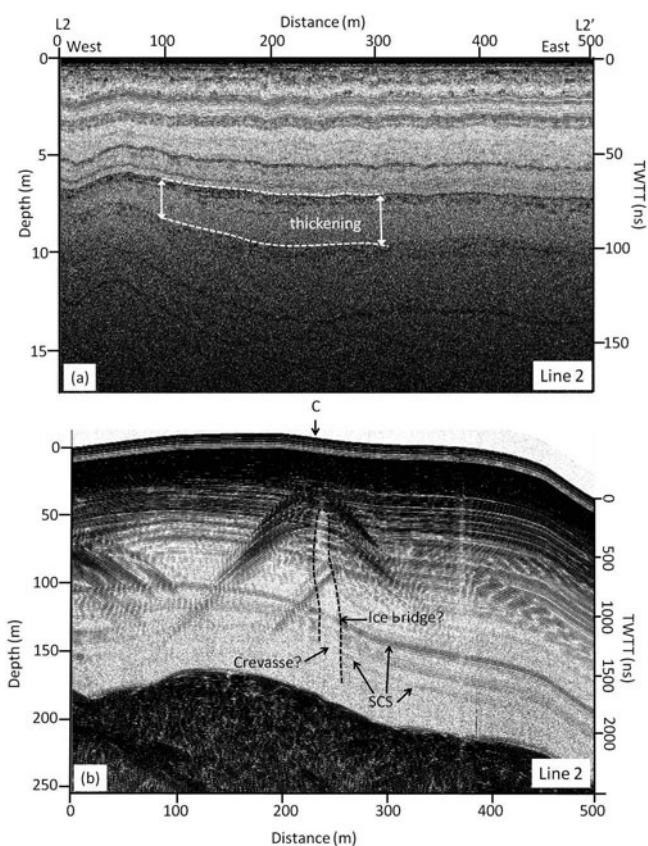 L2 Distance (m) L2’
West East
0 100 200 300 400 500
0 0
5 50
thickening
10 100
15 150
Depth (m)
TWTT (ns)
(a) Line 2
C
0 0
50
500
100
1000
Ice Bridge?
150 Crevasse?
SCS
1500
200
2000
250
Depth (m)
TWTT (ns)
(b) Line 2
0 100 200 300 400 500
Distance (m)